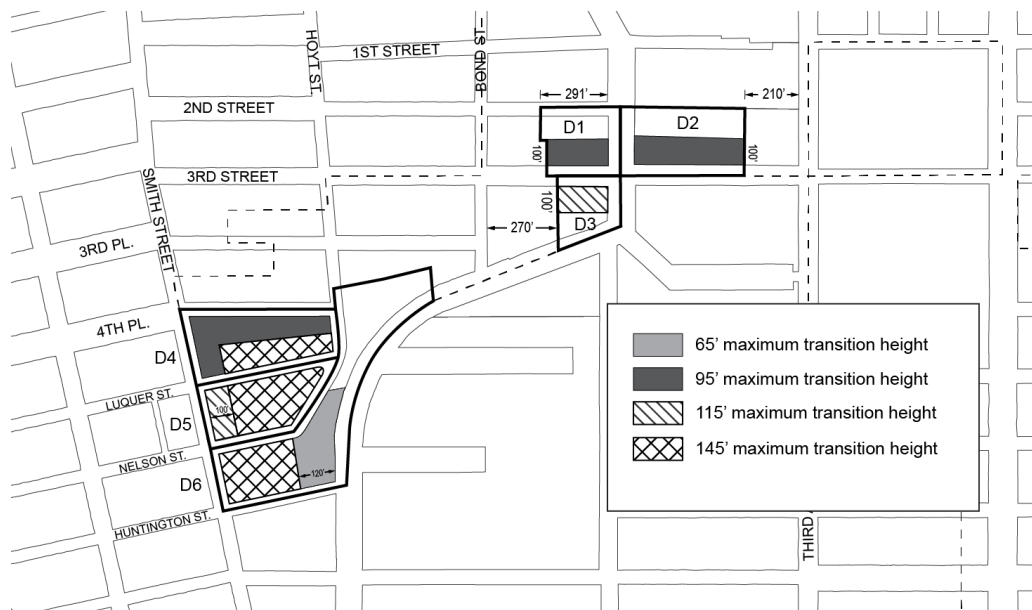 HOYT ST.
1ST STREET
BOND ST.
2ND STREET
291'
210'
D1
D2
100'
100'
3RD STREET
SMITH STREET
100'
D3
270'
3RD PL.
4TH PL.
D4
LUQUER ST.
100'
D5
NELSON ST.
120'
D6
HUNTINGTON ST.
65' maximum transition height
95' maximum transition height
115' maximum transition height
145' maximum transition height
THIRD